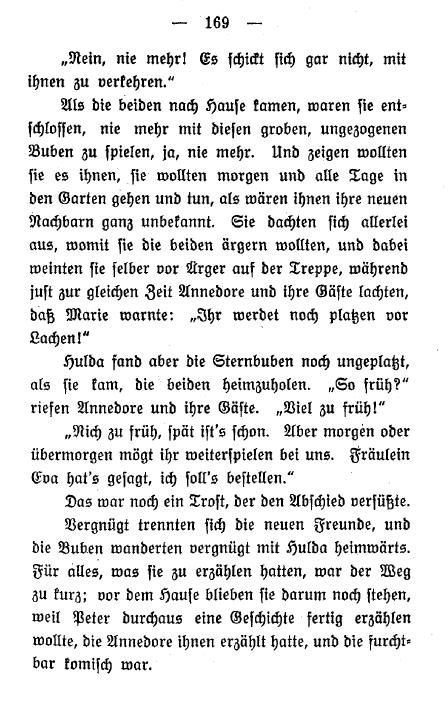 — 169 —
„Nein, nie mehr! Es schickt sich gar nicht, mit
ihnen zu verkehren.“
Als die beiden nach Hause kamen, waren sie ent-
schlossen, nie mehr mit diesen groben, ungezogenen
Buben zu spielen, ja, nie mehr. Und zeigen wollten
sie es ihnen, sie wollten morgen und alle Tage in
den Garten gehen und tun, als wären ihnen ihre neuen
Nachbarn ganz unbekannt. Sie dachten sich allerlei
aus, womit sie die beiden ärgern wollten, und dabei
weinten sie selber vor Ärger auf der Treppe, während
just zur gleichen Zeit Annedore und ihre Gäste lachten,
daß Marie warnte: „Ihr werdet noch platzen vor
Lachen!“
Hulda fand aber die Sternbuben noch ungeplatzt,
als sie kam, die beiden heimzuholen. „So früh?“
riefen Annedore und ihre Gäste. „Viel zu früh!“
„Nich zu früh, spät ist's schon. Aber morgen oder
übermorgen mögt ihr weiterspielen bei uns. Fräulein
Eva hat's gesagt, ich soll's bestellen.“
Das war noch ein Trost, der den Abschied versüßte.
Vergnügt trennten sich die neuen Freunde, und
die Buben wanderten vergnügt mit Hulda heimwärts.
Für alles, was sie zu erzählen hatten, war der Weg
zu kurz; vor dem Hause blieben sie darum noch stehen,
weil Peter durchaus eine Geschichte fertig erzählen
wollte, die Annedore ihnen erzählt hatte, und die furcht-
bar komisch war.